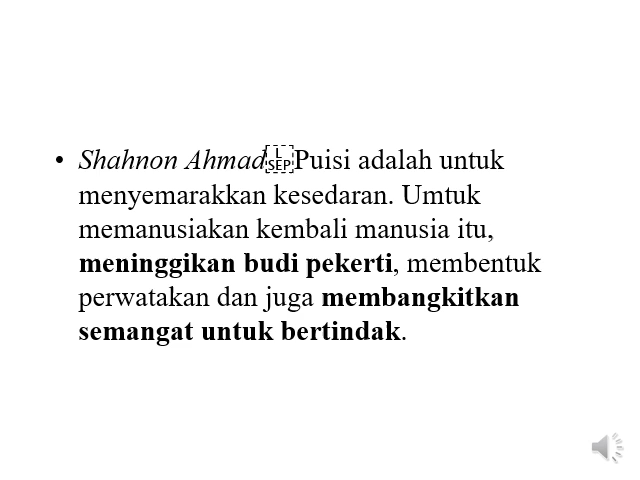 • Shahnon Ahmad Puisi adalah untuk
menyemarakkan kesedaran. Umtuk
memanusiakan kembali manusia itu,
meninggikan budi pekerti, membentuk
perwatakan dan juga membangkitkan
semangat untuk bertindak.